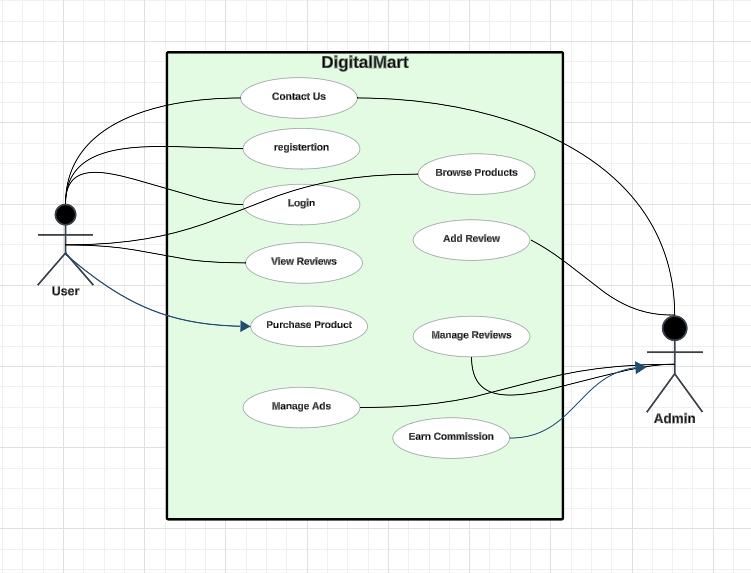 DigitalMart
Contact Us
registertion
Browse Products
Login
Add Review
View Reviews
User
Purchase Product
Manage Reviews
Manage Ads
Admin
Earn Commission